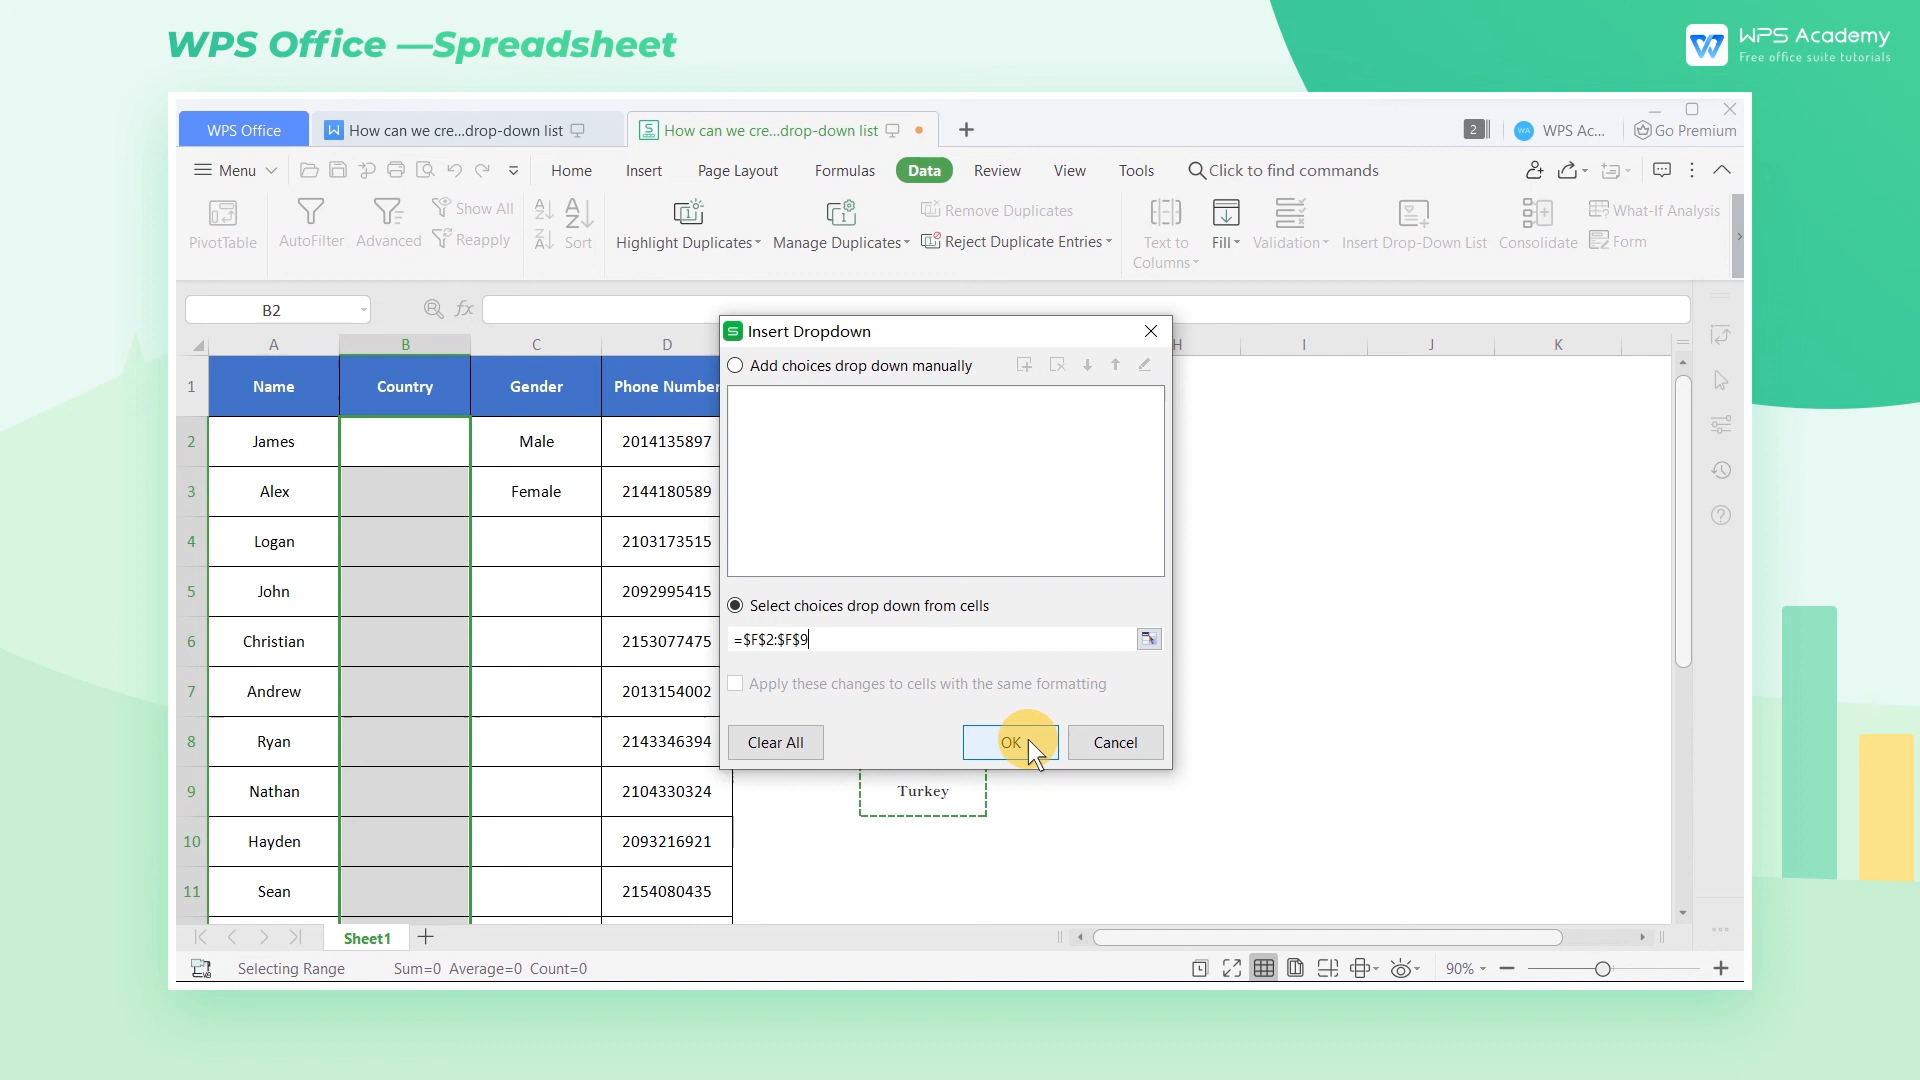 WPS Office —Spreadsheet
WPS Academy
Free office suite tutorials
WPS Office
How can we cre...drop-down list
How can we cre...drop-down list
2
WPS Ac...
Go Premium
Menu
Home
Insert
Page Layout
Formulas
Data
Review
View
Tools
Click to find commands
PivotTable
AutoFilter
Advanced
Show All
Reapply
Sort
Highlight Duplicates
Manage Duplicates
Remove Duplicates
Reject Duplicate Entries
Text to
Columns
Fill
Validation
Insert Drop-Down List
Consolidate
What-If Analysis
Form
B2
fx
Insert Dropdown
Add choices drop down manually
Select choices drop down from cells
=$F$2:$F$9
Apply these changes to cells with the same formatting
Clear All
OK
Cancel
A B C D H I J K
1 Name Country Gender Phone Number
2 James Male 2014135897
3 Alex Female 2144180589
4 Logan 2103173515
5 John 2092995415
6 Christian 2153077475
7 Andrew 2013154002
8 Ryan 2143346394
9 Nathan 2104330324 Turkey
10 Hayden 2093216921
11 Sean 2154080435
Sheet1
Selecting Range
Sum=0 Average=0 Count=0
90%